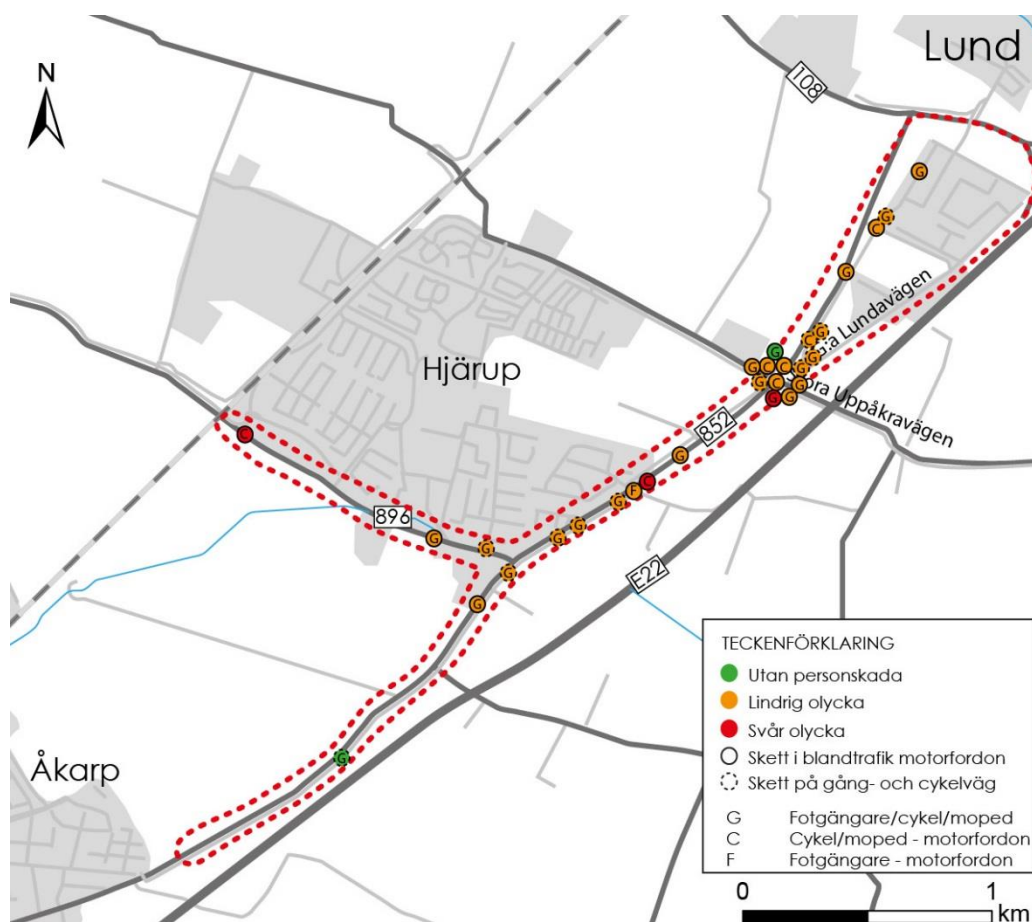 Lund
N
108
G
G
C
G
C
G
G
:a Lundavägen
G
G
C
C
G
G
C
G
ora Uppåkravägen
G
G
Hjärup
852
G
C
C
F
G
G
G
896
G
G
G
E22
G
TECKENFÖRKLARING
Utan personskada
Lindrig olycka
Svår olycka
Skett i blandtrafik motorfordon
Skett på gång- och cykelväg
G Fotgängare/cykel/moped
C Cykel/moped - motorfordon
F Fotgängare - motorfordon
G
Åkarp
0 1
km